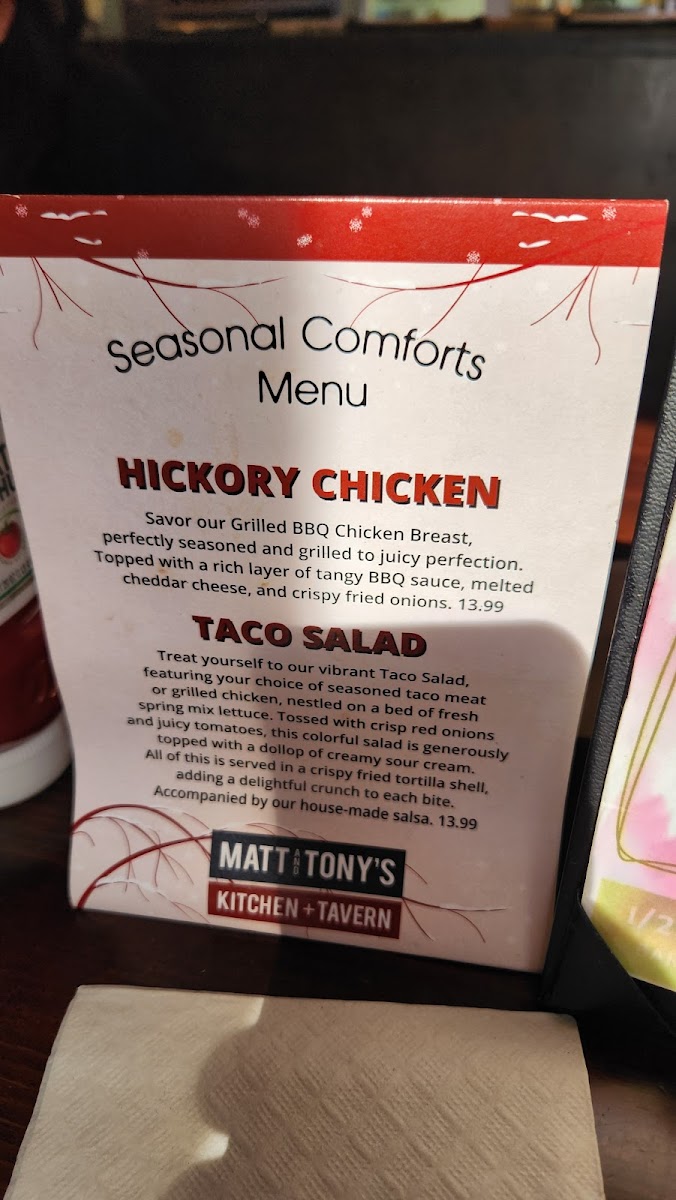 Seasonal Comforts
Menu
HICKORY CHICKEN
Savor our Grilled BBQ Chicken Breast,
perfectly seasoned and grilled to juicy perfection.
Topped with a rich layer of tangy BBQ sauce, melted
cheddar cheese, and crispy fried onions. 13.99
TACO SALAD
Treat yourself to our vibrant Taco Salad,
featuring your choice of seasoned taco meat
or grilled chicken, nestled on a bed of fresh
spring mix lettuce. Tossed with crisp red onions
and juicy tomatoes, this colorful salad is generously
topped with a dollop of creamy sour cream.
All of this is served in a crispy fried tortilla shell,
adding a delightful crunch to each bite.
Accompanied by our house-made salsa. 13.99
MATT AND TONY'S
KITCHEN + TAVERN
1/2